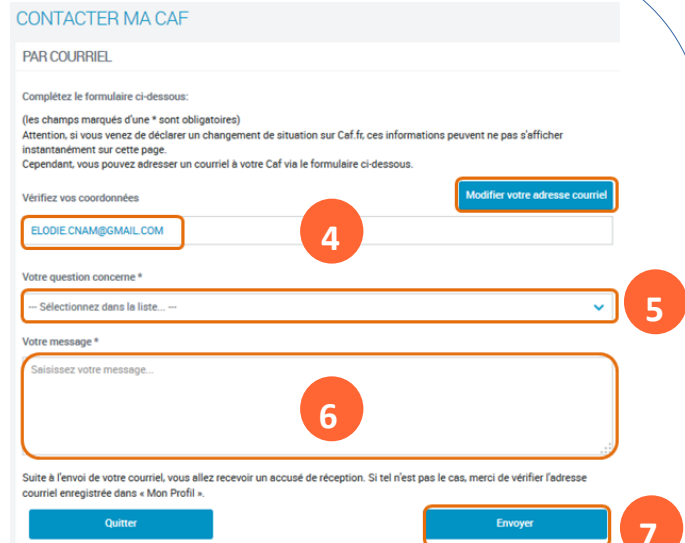 CONTACTER MA CAF
PAR COURRIEL
Complétez le formulaire ci-dessous:
(les champs marqués d'une * sont obligatoires)
Attention, si vous venez de déclarer un changement de situation sur Caf.fr, ces informations peuvent ne pas s'afficher
instantanément sur cette page.
Cependant, vous pouvez adresser un courriel à votre Caf via le formulaire ci-dessous.
Vérifiez vos coordonnées
Modifier votre adresse courriel
ELODIE.CNAM@GMAIL.COM
4
Votre question concerne *
--- Sélectionnez dans la liste... ---
5
Votre message *
Saisissez votre message...
6
Suite à l'envoi de votre courriel, vous allez recevoir un accusé de réception. Si tel n'est pas le cas, merci de vérifier l'adresse
courriel enregistrée dans « Mon Profil ».
Quitter
Envoyer
7